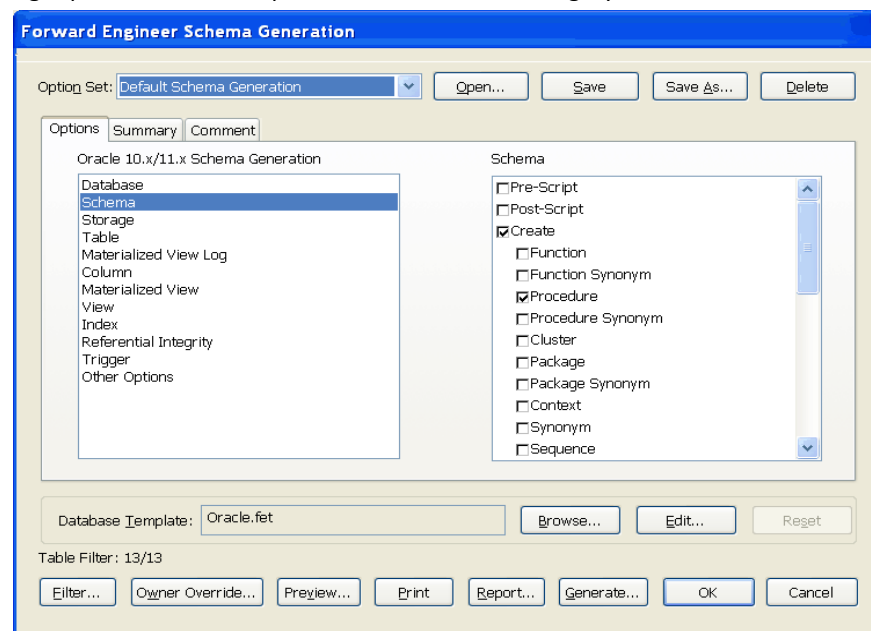 Forward Engineer Schema Generation
Option Set: Default Schema Generation Open... Save Save As... Delete
Options Summary Comment
Oracle 10.x/11.x Schema Generation
Database
Schema
Storage
Table
Materialized View Log
Column
Materialized View
View
Index
Referential Integrity
Trigger
Other Options
Schema
Pre-Script
Post-Script
Create
Function
Function Synonym
Procedure
Procedure Synonym
Cluster
Package
Package Synonym
Context
Synonym
Sequence
Database Template: Oracle.fet Browse... Edit... Reset
Table Filter: 13/13
Filter... Owner Override... Preview... Print Report... Generate... OK Cancel